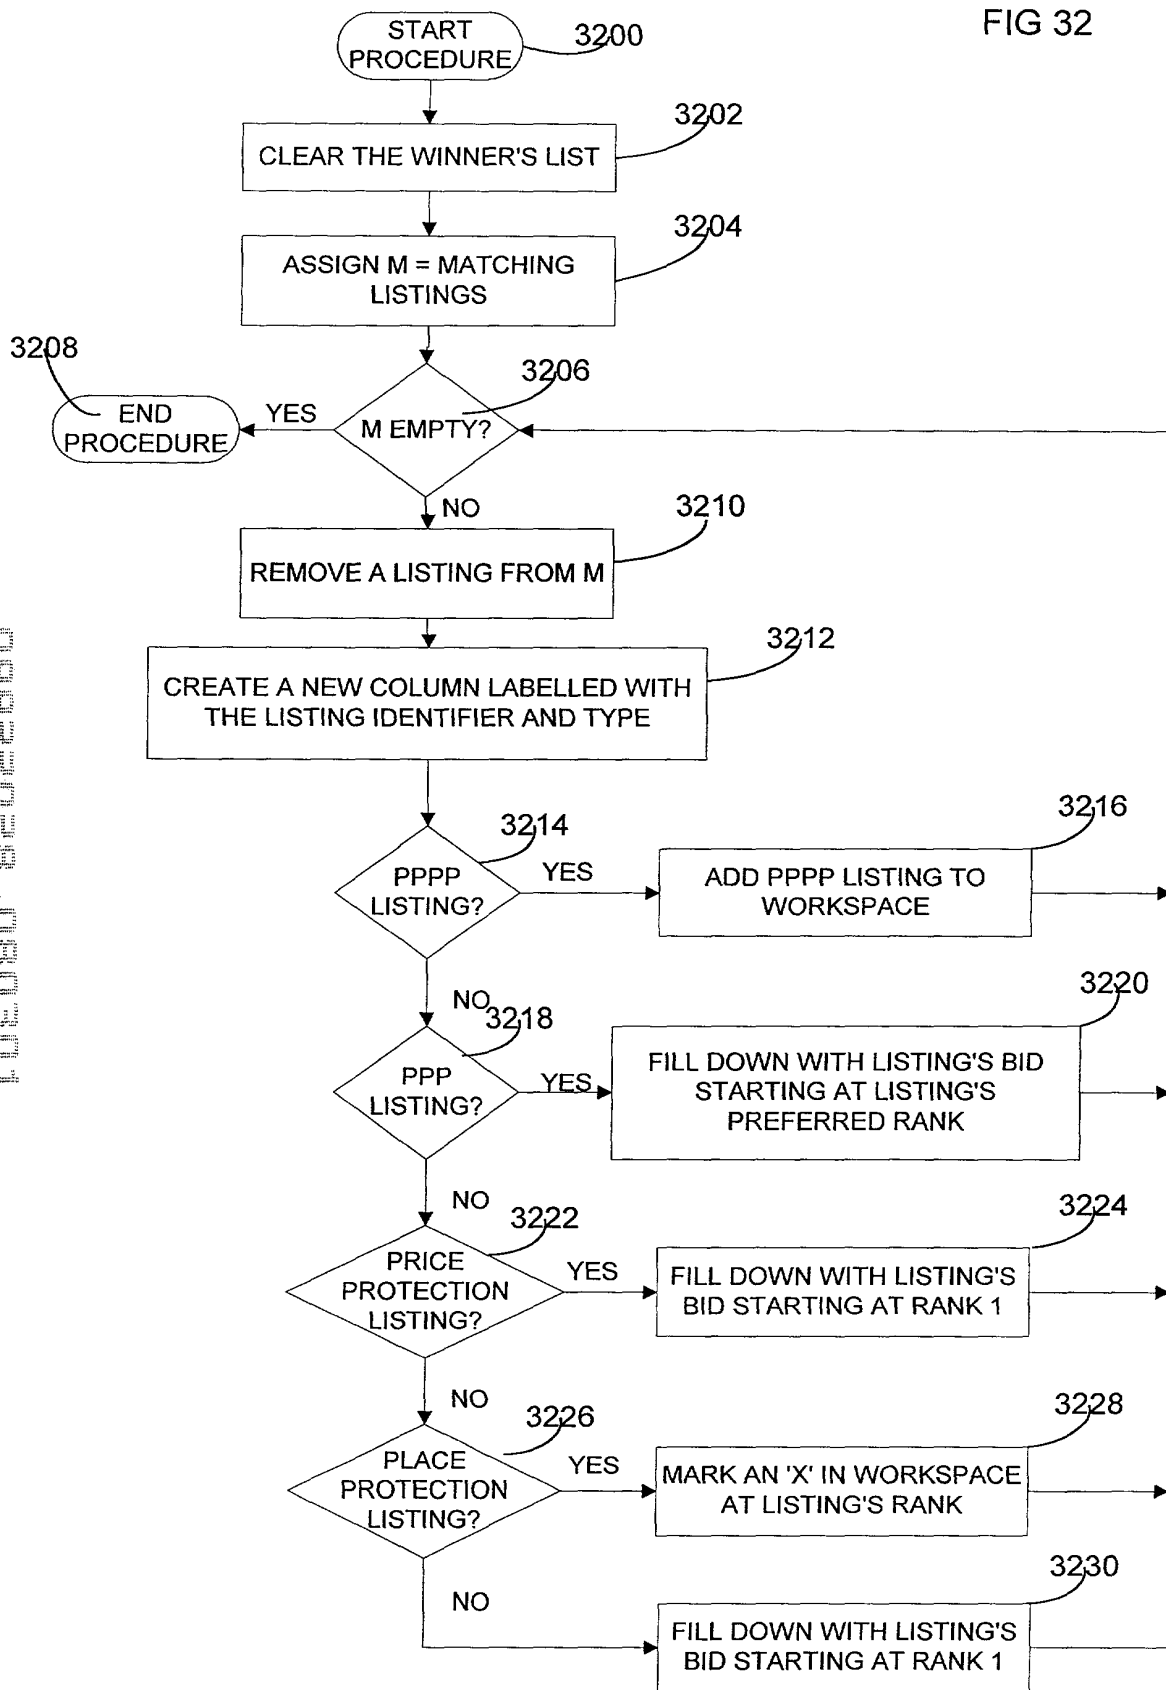 FIG 32
START
PROCEDURE
3200
3202
CLEAR THE WINNER'S LIST
3204
ASSIGN M = MATCHING
LISTINGS
3208
3206
END
PROCEDURE
YES
M EMPTY?
NO
3210
REMOVE A LISTING FROM M
3212
CREATE A NEW COLUMN LABELLED WITH
THE LISTING IDENTIFIER AND TYPE
3214
3216
PPPP
LISTING?
YES
ADD PPPP LISTING TO
WORKSPACE
NO
3218
3220
PPP
LISTING?
YES
FILL DOWN WITH LISTING'S BID
STARTING AT LISTING'S
PREFERRED RANK
NO
3222
3224
PRICE
PROTECTION
LISTING?
YES
FILL DOWN WITH LISTING'S
BID STARTING AT RANK 1
NO
3226
3228
PLACE
PROTECTION
LISTING?
YES
MARK AN 'X' IN WORKSPACE
AT LISTING'S RANK
NO
3230
FILL DOWN WITH LISTING'S
BID STARTING AT RANK 1